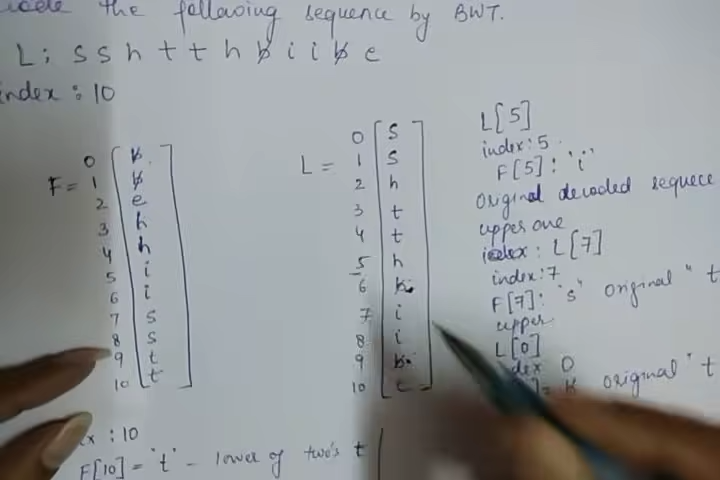 the following sequence by BWT.
L: s s h t t h b̸ i i b̸ e
index : 10
F =
0 b̸
1 b̸
2 e
3 h
4 h
5 i
6 i
7 s
8 s
9 t
10 t
L =
0 s
1 s
2 h
3 t
4 t
5 h
6 b̸
7 i
8 i
9 b̸
10
L[5]
index: 5
F[5]: "i"
original decoded sequece
upper one
index: L[7]
index: 7
F[7]: "s" original "t
upper
L[0]
0
original "t
: 10
F[10] = 't' - lower of two's t